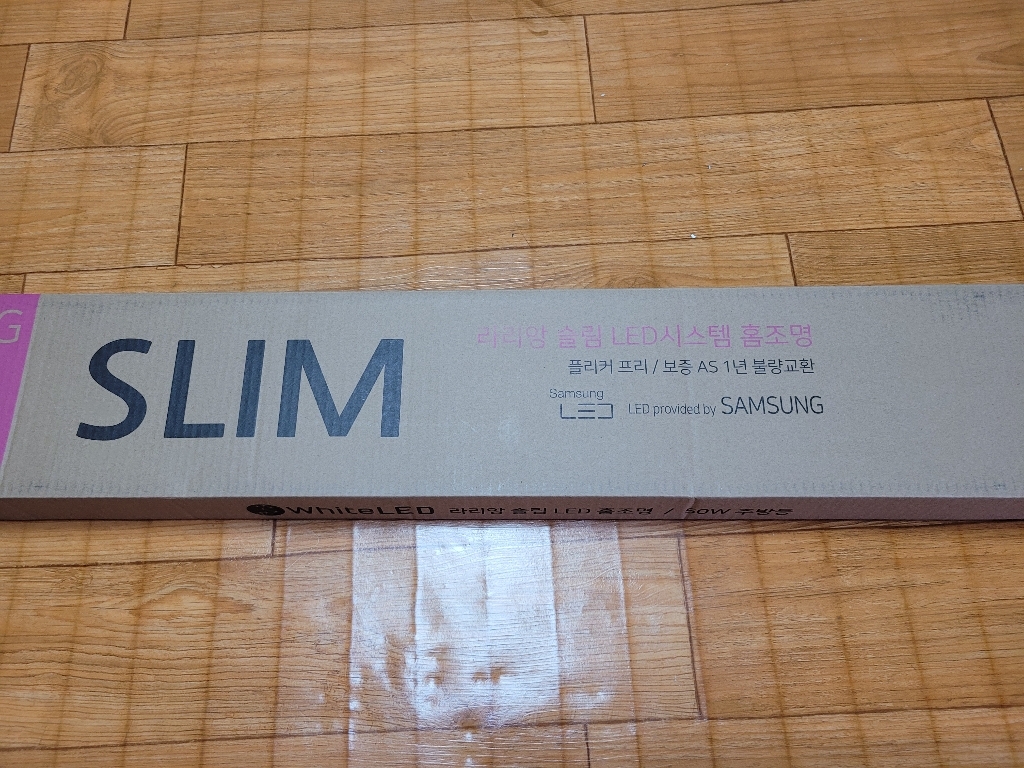 G
SLIM
라리앙 슬림 LED시스템 홈조명
플리커 프리 / 보증 AS 1년 불량교환
Samsung
LED
LED provided by SAMSUNG
WhiteLED 라리앙 슬림 LED 홈조명 / 50W 주방등